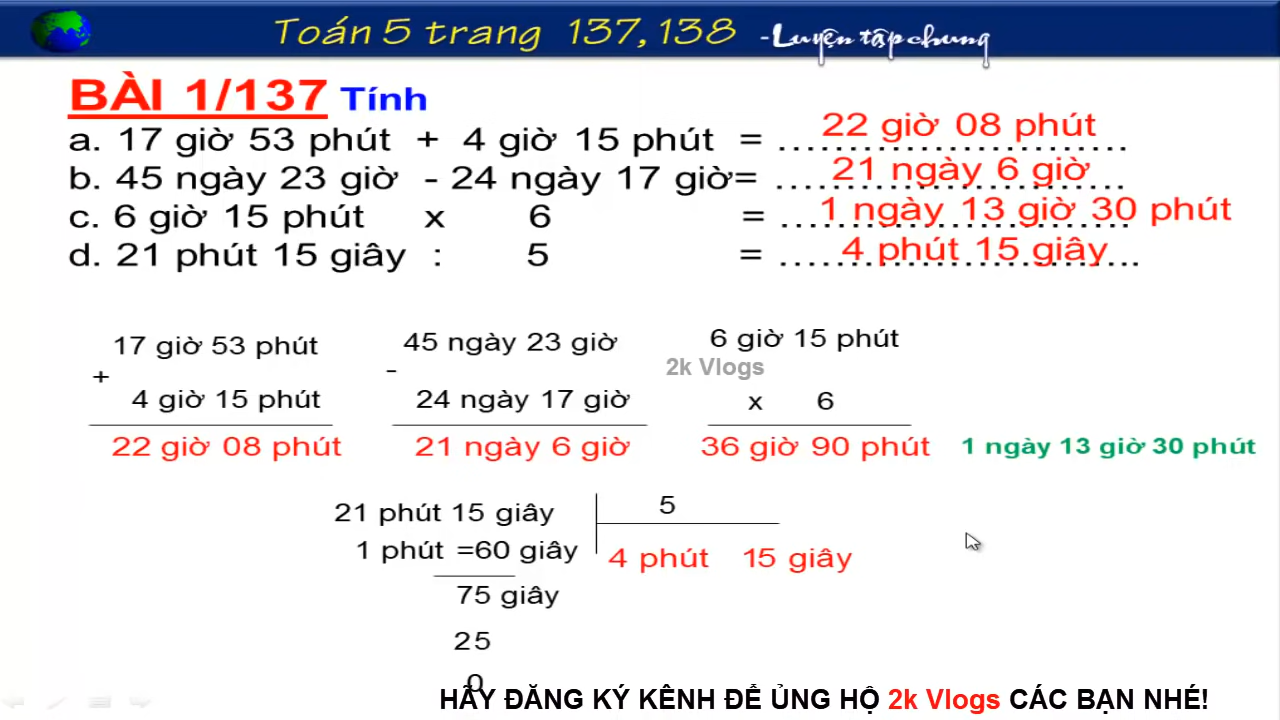 Toán 5 trang 137, 138 -Luyện tập chung
BÀI 1/137 Tính
a. 17 giờ 53 phút + 4 giờ 15 phút = 22 giờ 08 phút
b. 45 ngày 23 giờ - 24 ngày 17 giờ= 21 ngày 6 giờ
c. 6 giờ 15 phút x 6 = 1 ngày 13 giờ 30 phút
d. 21 phút 15 giây : 5 = 4 phút 15 giây
17 giờ 53 phút
+
4 giờ 15 phút
22 giờ 08 phút
45 ngày 23 giờ
-
24 ngày 17 giờ
21 ngày 6 giờ
6 giờ 15 phút
2k Vlogs
x 6
36 giờ 90 phút
1 ngày 13 giờ 30 phút
21 phút 15 giây 5
1 phút =60 giây 4 phút 15 giây
75 giây
25
0
HÃY ĐĂNG KÝ KÊNH ĐỂ ỦNG HỘ 2k Vlogs CÁC BẠN NHÉ!